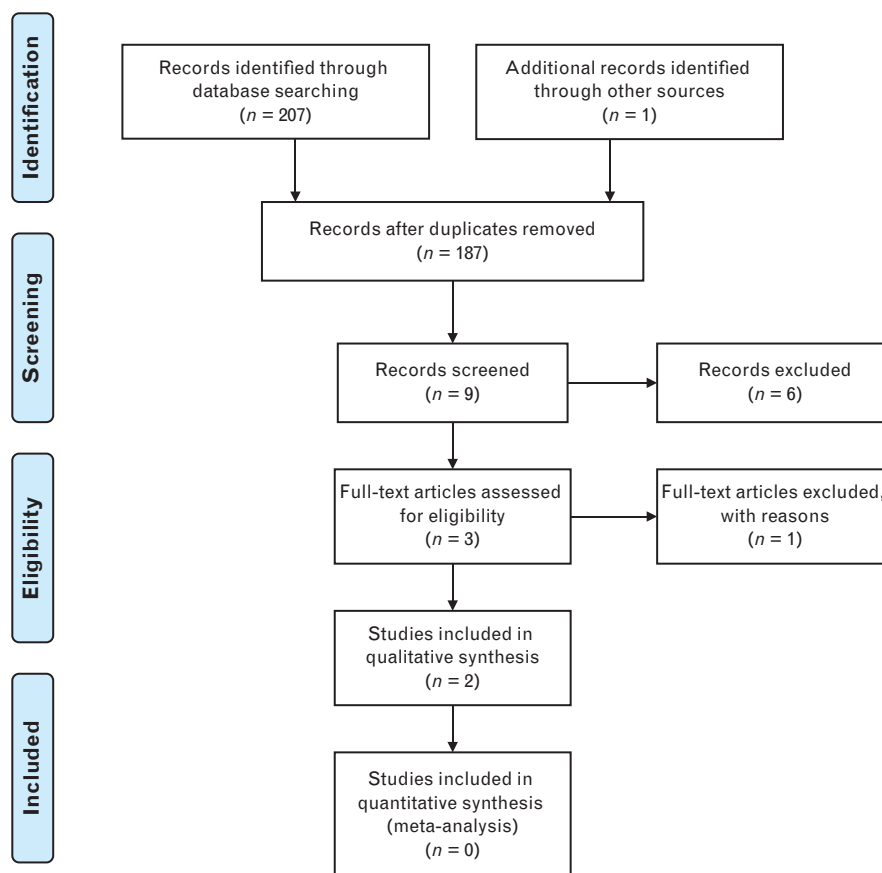 Identification
Records identified through
database searching
(n = 207)
Additional records identified
through other sources
(n = 1)
Records after duplicates removed
(n = 187)
Screening
Records screened
(n = 9)
Records excluded
(n = 6)
Eligibility
Full-text articles assessed
for eligibility
(n = 3)
Full-text articles excluded,
with reasons
(n = 1)
Studies included in
qualitative synthesis
(n = 2)
Included
Studies included in
quantitative synthesis
(meta-analysis)
(n = 0)